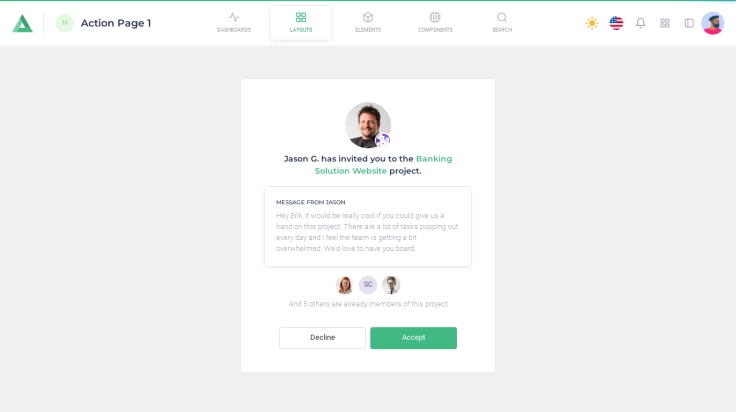 H
Action Page 1
DASHBOARDS
LAYOUTS
ELEMENTS
COMPONENTS
SEARCH
Jason G. has invited you to the Banking
Solution Website project.
MESSAGE FROM JASON
Hey Erik, It would be really cool if you could give us a
hand on this project. There are a lot of tasks popping out
every day and i feel the team is getting a bit
overwhelmed. We'd love to have you board.
SC
And 5 others are already members of this project
Decline
Accept